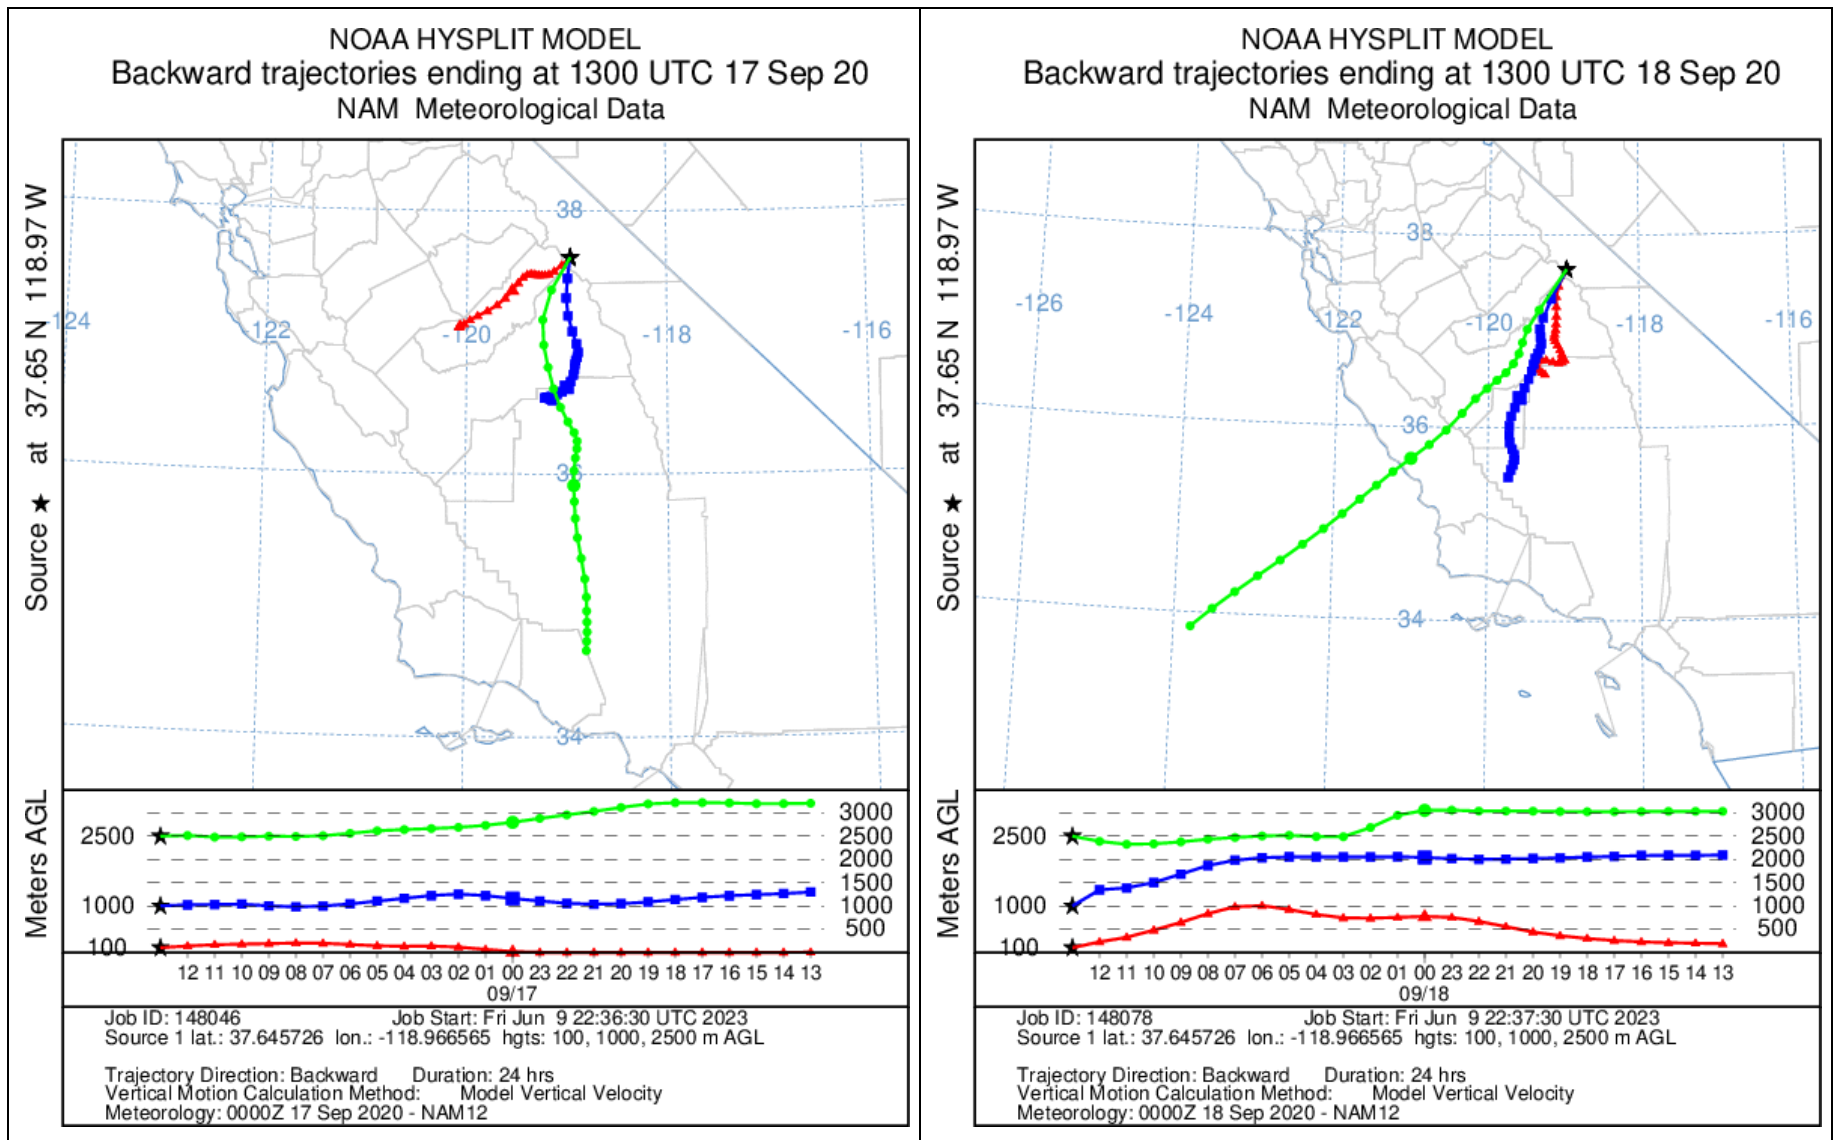 NOAA HYSPLIT MODEL
Backward trajectories ending at 1300 UTC 17 Sep 20
NAM Meteorological Data
Source ★ at 37.65 N 118.97 W
38
-124
-122
-120
-118
-116
36
34
Meters AGL
2500
1000
100
3000
2500
2000
1500
1000
500
12 11 10 09 08 07 06 05 04 03 02 01 00 23 22 21 20 19 18 17 16 15 14 13
09/17
Job ID: 148046 Job Start: Fri Jun 9 22:36:30 UTC 2023
Source 1 lat.: 37.645726 lon.: -118.966565 hgts: 100, 1000, 2500 m AGL
Trajectory Direction: Backward Duration: 24 hrs
Vertical Motion Calculation Method: Model Vertical Velocity
Meteorology: 0000Z 17 Sep 2020 - NAM12
NOAA HYSPLIT MODEL
Backward trajectories ending at 1300 UTC 18 Sep 20
NAM Meteorological Data
Source ★ at 37.65 N 118.97 W
38
-126
-124
-122
-120
-118
-116
36
34
Meters AGL
2500
1000
100
3000
2500
2000
1500
1000
500
12 11 10 09 08 07 06 05 04 03 02 01 00 23 22 21 20 19 18 17 16 15 14 13
09/18
Job ID: 148078 Job Start: Fri Jun 9 22:37:30 UTC 2023
Source 1 lat.: 37.645726 lon.: -118.966565 hgts: 100, 1000, 2500 m AGL
Trajectory Direction: Backward Duration: 24 hrs
Vertical Motion Calculation Method: Model Vertical Velocity
Meteorology: 0000Z 18 Sep 2020 - NAM12